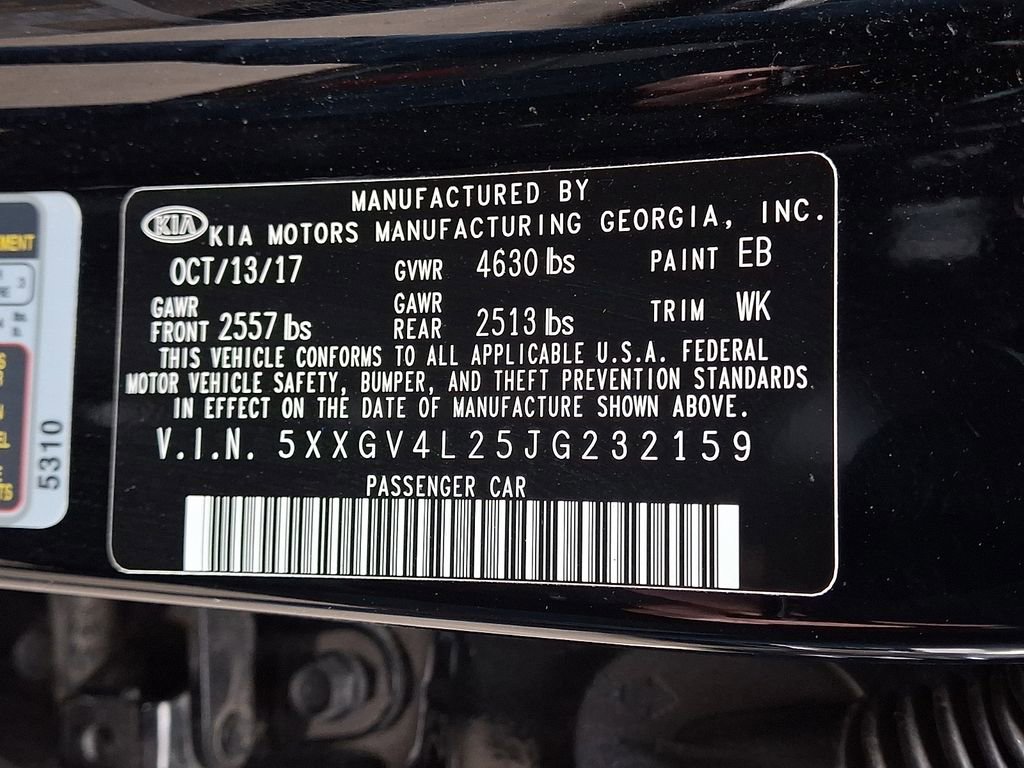 MANUFACTURED BY
KIA KIA MOTORS MANUFACTURING GEORGIA, INC.
OCT/13/17 GVWR 4630 lbs PAINT EB
GAWR FRONT 2557 lbs GAWR REAR 2513 lbs TRIM WK
THIS VEHICLE CONFORMS TO ALL APPLICABLE U.S.A. FEDERAL
MOTOR VEHICLE SAFETY, BUMPER, AND THEFT PREVENTION STANDARDS
IN EFFECT ON THE DATE OF MANUFACTURE SHOWN ABOVE.
V.I.N. 5XXGV4L25JG232159
PASSENGER CAR
5310